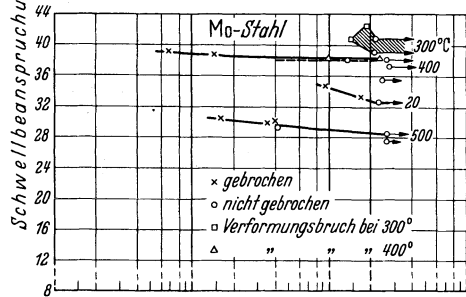 Schwellbeanspruchu
44
40
36
32
28
24
20
16
12
8
Mo-Stahl
300°C
400
20
500
× gebrochen
○ nicht gebrochen
□ Verformungsbruch bei 300°
△ " " " 400°